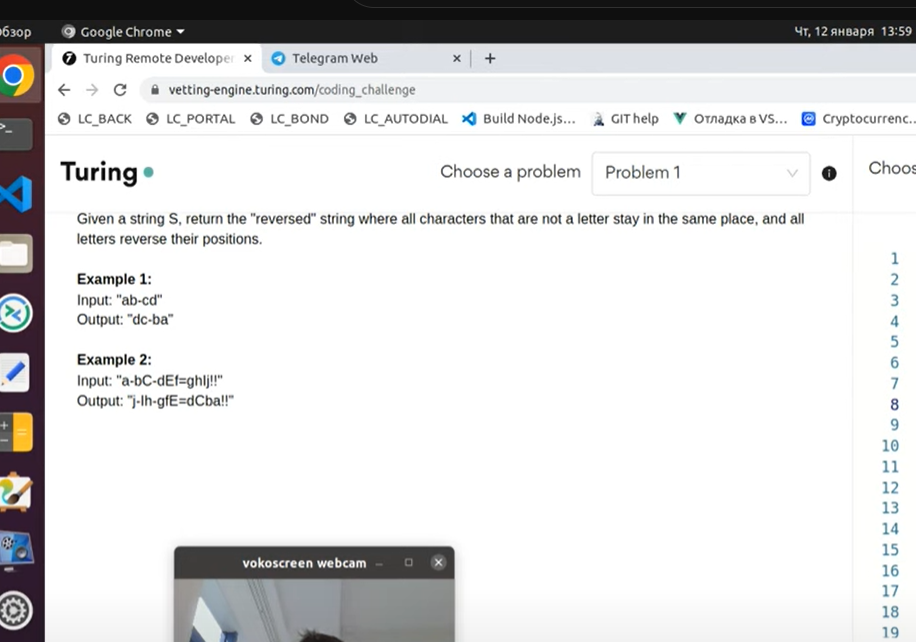 бзор
Google Chrome
Чт, 12 января 13:59
Turing Remote Developer
Telegram Web
vetting-engine.turing.com/coding_challenge
LC_BACK
LC_PORTAL
LC_BOND
LC_AUTODIAL
Build Node.js...
GIT help
Отладка в VS...
Cryptocurrenc...
Turing
Choose a problem
Problem 1
Choos
Given a string S, return the "reversed" string where all characters that are not a letter stay in the same place, and all
letters reverse their positions.
Example 1:
Input: "ab-cd"
Output: "dc-ba"
Example 2:
Input: "a-bC-dEf=ghIj!!"
Output: "j-Ih-gfE=dCba!!"
vokoscreen webcam
1
2
3
4
5
6
7
8
9
10
11
12
13
14
15
16
17
18
19